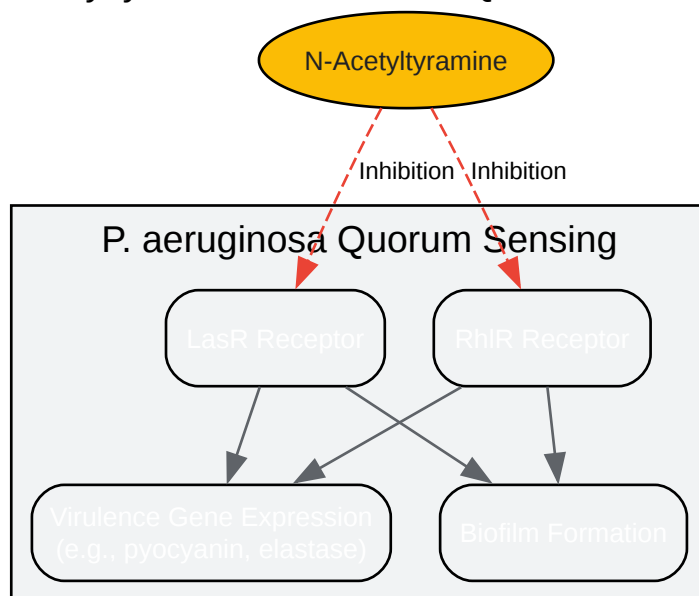 N-Acetyltyramine
Inhibition Inhibition
P. aeruginosa Quorum Sensing
LasR Receptor
RhlR Receptor
Virulence Gene Expression
(e.g., pyocyanin, elastase)
Biofilm Formation